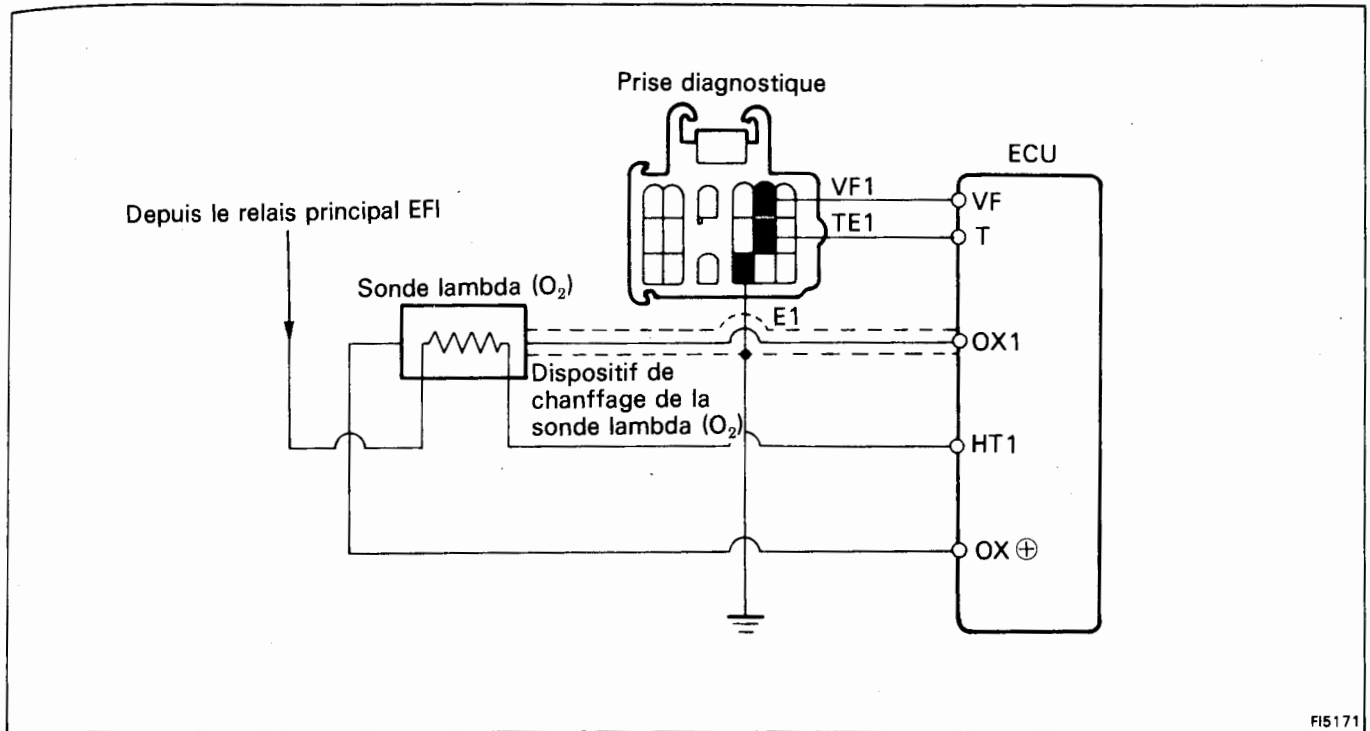 Prise diagnostique
ECU
VF1
VF
Depuis le relais principal EFI
TE1
T
Sonde lambda (O₂)
E1
OX1
Dispositif de
chanffage de la
sonde lambda (O₂)
HT1
OX ⊕
FI5171